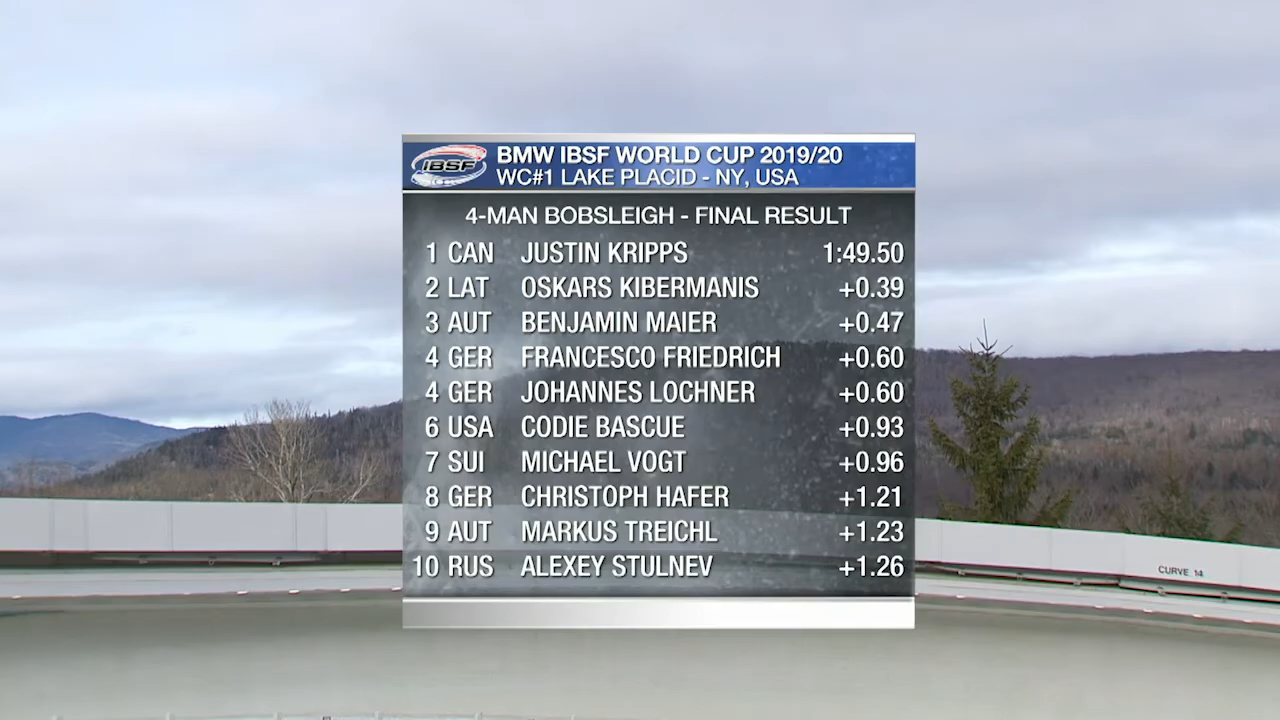 IBSF
BMW IBSF WORLD CUP 2019/20
WC#1 LAKE PLACID - NY, USA
4-MAN BOBSLEIGH - FINAL RESULT
1 CAN JUSTIN KRIPPS 1:49.50
2 LAT OSKARS KIBERMANIS +0.39
3 AUT BENJAMIN MAIER +0.47
4 GER FRANCESCO FRIEDRICH +0.60
4 GER JOHANNES LOCHNER +0.60
6 USA CODIE BASCUE +0.93
7 SUI MICHAEL VOGT +0.96
8 GER CHRISTOPH HAFER +1.21
9 AUT MARKUS TREICHL +1.23
10 RUS ALEXEY STULNEV +1.26
CURVE 14